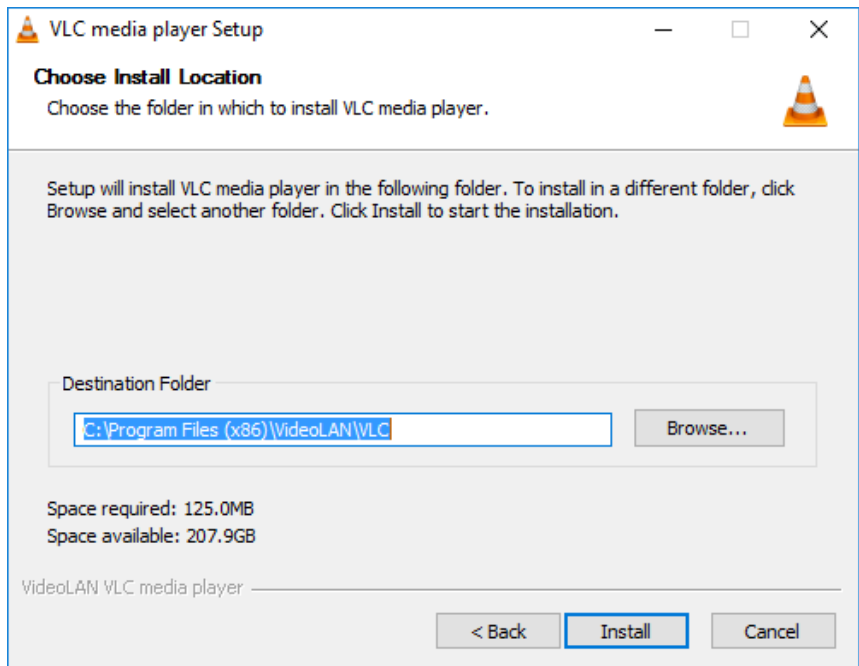 VLC media player Setup
Choose Install Location
Choose the folder in which to install VLC media player.
Setup will install VLC media player in the following folder. To install in a different folder, click
Browse and select another folder. Click Install to start the installation.
Destination Folder
C:\Program Files (x86)\VideoLAN\VLC
Browse...
Space required: 125.0MB
Space available: 207.9GB
VideoLAN VLC media player
< Back
Install
Cancel